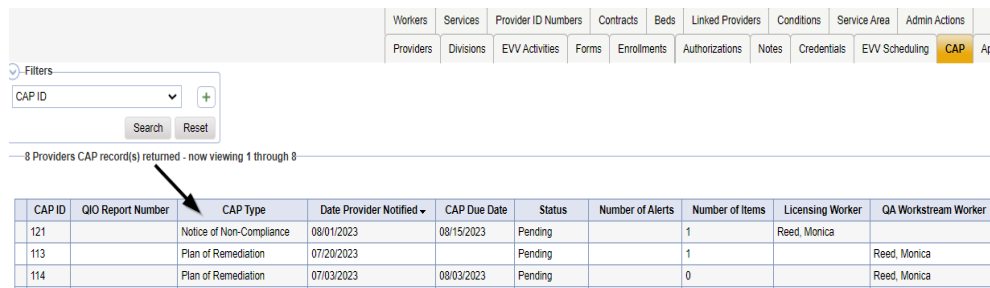 Workers Services Provider ID Numbers Contracts Beds Linked Providers Conditions Service Area Admin Actions
Providers Divisions EVV Activities Forms Enrollments Authorizations Notes Credentials EVV Scheduling CAP
Filters
CAP ID
Search Reset
8 Providers CAP record(s) returned - now viewing 1 through 8
CAP ID QIO Report Number CAP Type Date Provider Notified CAP Due Date Status Number of Alerts Number of Items Licensing Worker QA Workstream Worker
121 Notice of Non-Compliance 08/01/2023 08/15/2023 Pending 1 Reed, Monica
113 Plan of Remediation 07/20/2023 Pending 1 Reed, Monica
114 Plan of Remediation 07/03/2023 08/03/2023 Pending 0 Reed, Monica